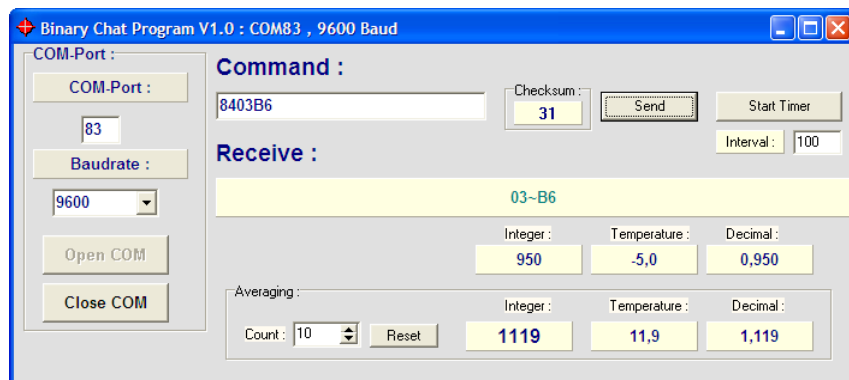 Binary Chat Program V1.0 : COM83 , 9600 Baud
COM-Port :
COM-Port :
83
Baudrate :
9600
Open COM
Close COM
Command :
8403B6
Checksum :
31
Send
Start Timer
Interval : 100
Receive :
03~B6
Integer : Temperature : Decimal :
950 -5,0 0,950
Averaging :
Count : 10 Reset
Integer : Temperature : Decimal :
1119 11,9 1,119